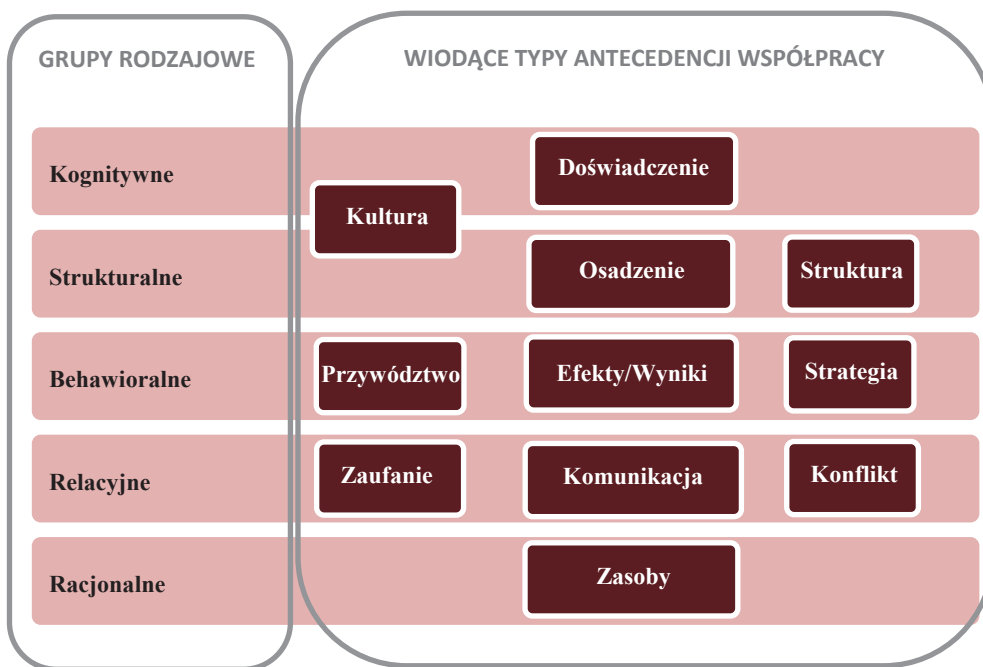 GRUPY RODZAJOWE
WIODĄCE TYPY ANTECEDENCJI WSPÓŁPRACY
Kognitywne
Doświadczenie
Kultura
Strukturalne
Osadzenie
Struktura
Behawioralne
Przywództwo
Efekty/Wyniki
Strategia
Relacyjne
Zaufanie
Komunikacja
Konflikt
Racjonalne
Zasoby